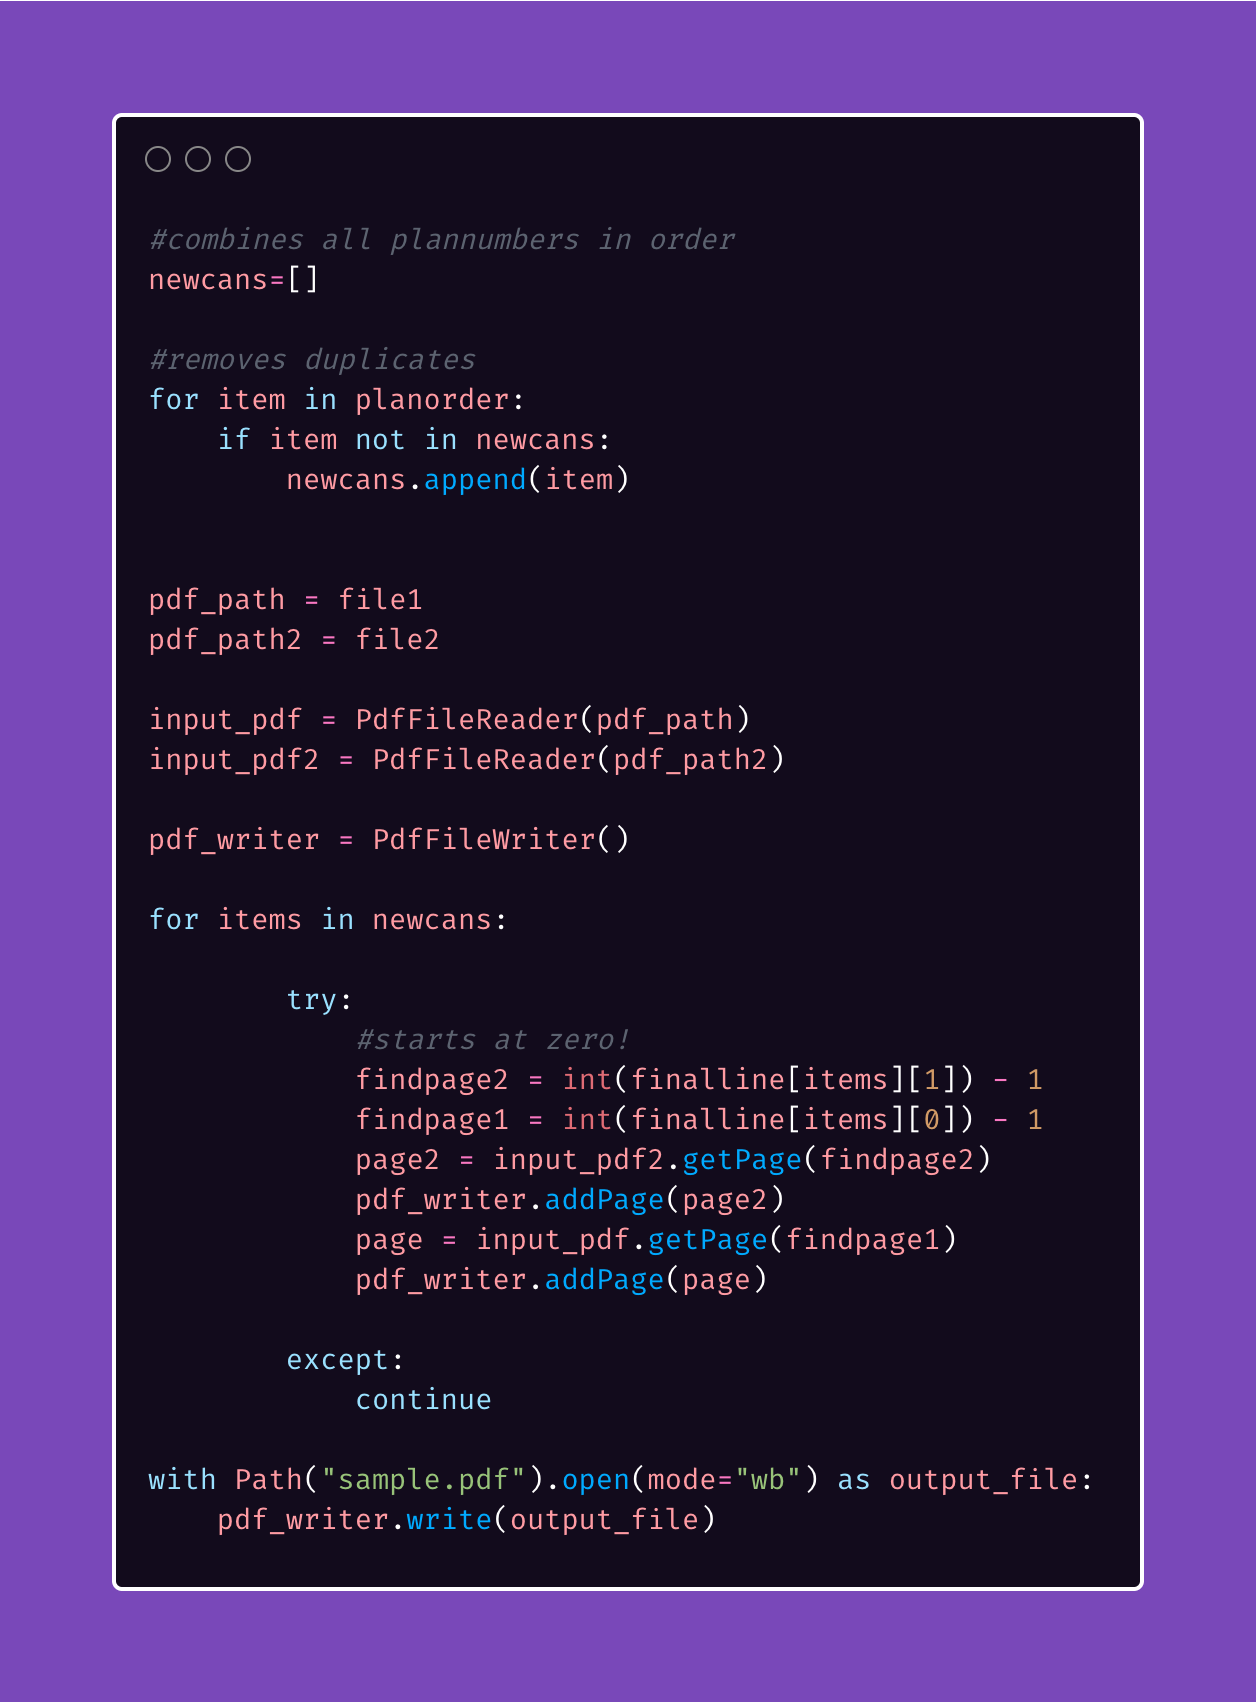 #combines all plannumbers in order
newcans=[]

#removes duplicates
for item in planorder:
    if item not in newcans:
        newcans.append(item)


pdf_path = file1
pdf_path2 = file2

input_pdf = PdfFileReader(pdf_path)
input_pdf2 = PdfFileReader(pdf_path2)

pdf_writer = PdfFileWriter()

for items in newcans:

        try:
            #starts at zero!
            findpage2 = int(finalline[items][1]) - 1
            findpage1 = int(finalline[items][0]) - 1
            page2 = input_pdf2.getPage(findpage2)
            pdf_writer.addPage(page2)
            page = input_pdf.getPage(findpage1)
            pdf_writer.addPage(page)

        except:
            continue

with Path("sample.pdf").open(mode="wb") as output_file:
    pdf_writer.write(output_file)